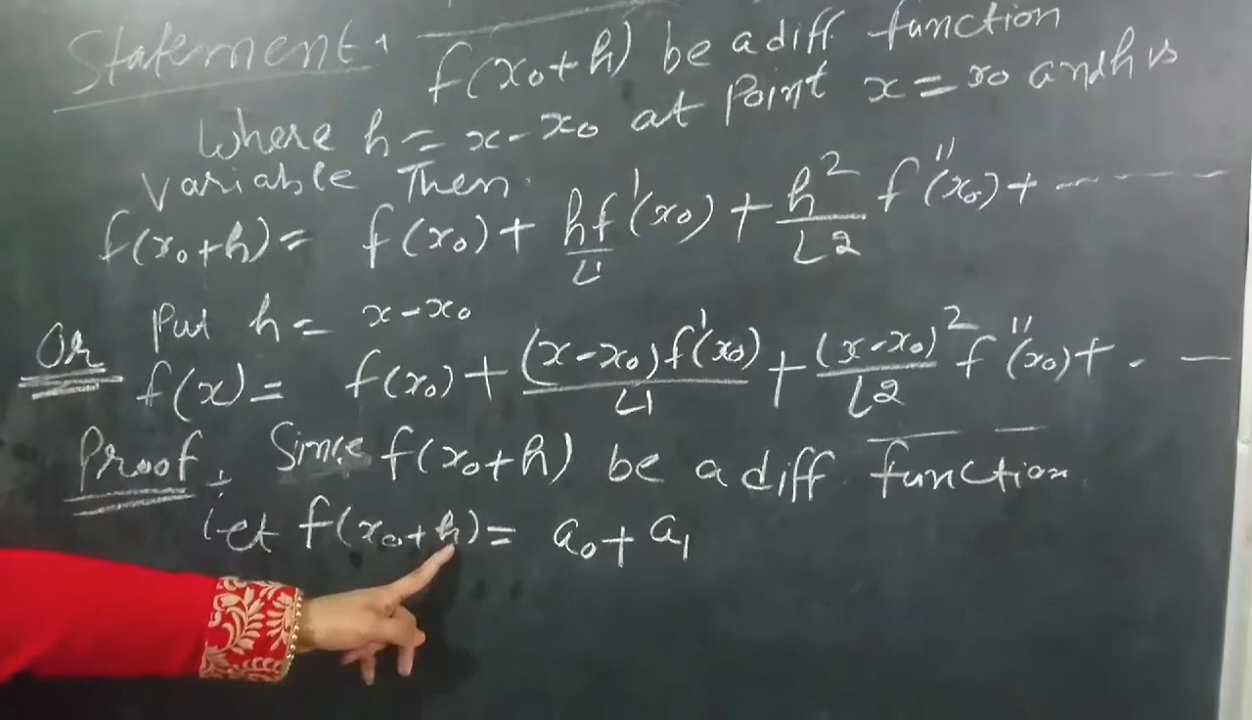 Statement:
f(x₀+h) be a diff function
where h = x-x₀ at point x = x₀ and h is
variable Then.
f(x₀+h) = f(x₀) + hf'(x₀)/∟1 + h²/∟2 f''(x₀) + -----
Or Put h = x-x₀
f(x) = f(x₀) + (x-x₀)f'(x₀)/∟1 + (x-x₀)²/∟2 f''(x₀) + . —
Proof: Since f(x₀+h) be a diff function.
let f(x₀+h) = a₀ + a₁